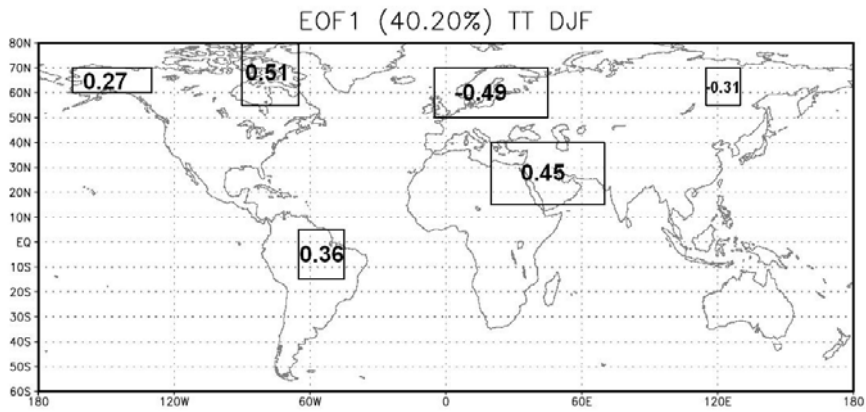 EOF1 (40.20%) TT DJF
80N
70N
60N
50N
40N
30N
20N
10N
EQ
10S
20S
30S
40S
50S
60S
0.27
0.51
-0.49
-0.31
0.45
0.36
180 120W 60W 0 60E 120E 180